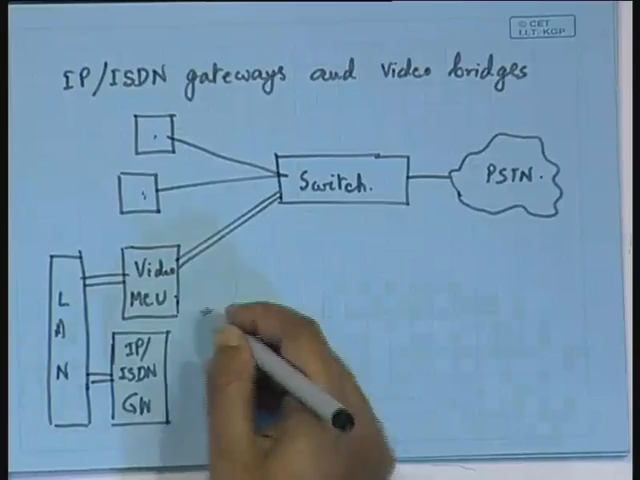 © CET
I.I.T. KGP
IP/ISDN gateways and Video bridges
Switch.
PSTN.
Video
MCU
L
A
N
IP/
ISDN
GW